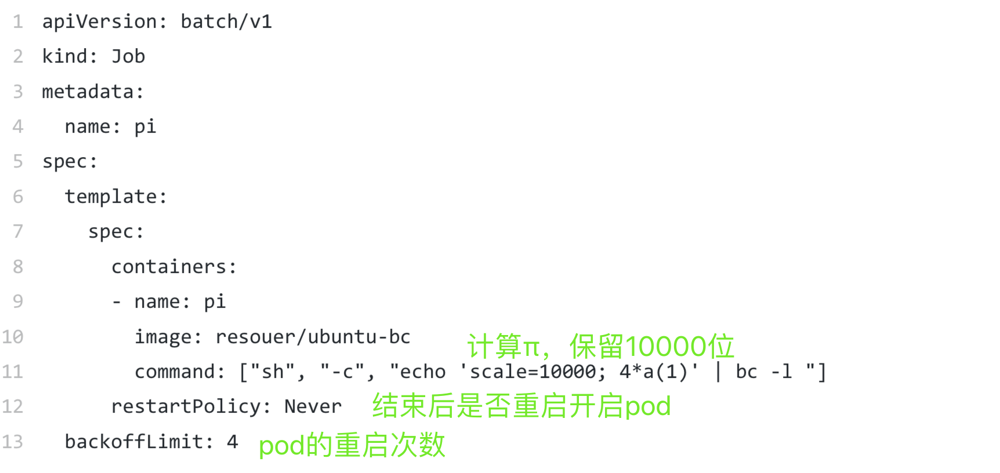 1 apiVersion: batch/v1
2 kind: Job
3 metadata:
4   name: pi
5 spec:
6   template:
7     spec:
8       containers:
9       - name: pi
10         image: resouer/ubuntu-bc 计算π，保留10000位
11         command: ["sh", "-c", "echo 'scale=10000; 4*a(1)' | bc -l "]
12       restartPolicy: Never 结束后是否重启开启pod
13   backoffLimit: 4 pod的重启次数